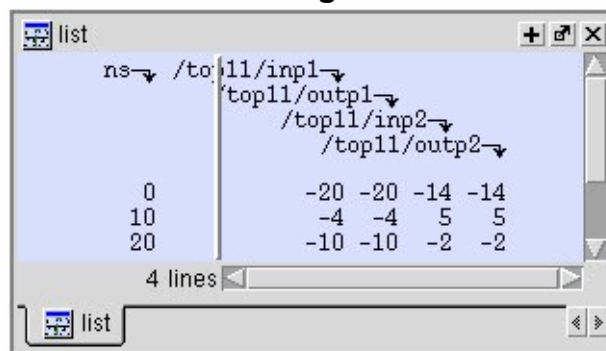 list
ns /top11/inp1
/top11/outp1
/top11/inp2
/top11/outp2
0 -20 -20 -14 -14
10 -4 -4 5 5
20 -10 -10 -2 -2
4 lines
list